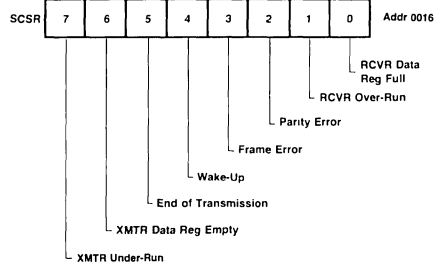 SCSR 7 6 5 4 3 2 1 0 Addr 0016
RCVR Data
Reg Full
RCVR Over-Run
Parity Error
Frame Error
Wake-Up
End of Transmission
XMTR Data Reg Empty
XMTR Under-Run